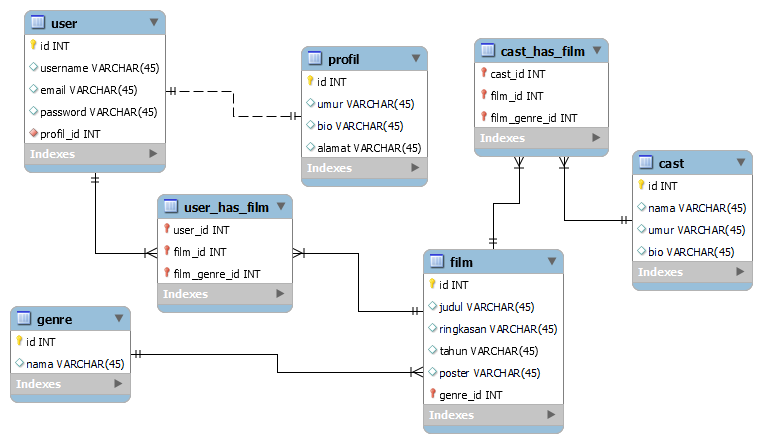 user
id INT
username VARCHAR(45)
email VARCHAR(45)
password VARCHAR(45)
profil_id INT
Indexes
profil
id INT
umur VARCHAR(45)
bio VARCHAR(45)
alamat VARCHAR(45)
Indexes
cast_has_film
cast_id INT
film_id INT
film_genre_id INT
Indexes
cast
id INT
nama VARCHAR(45)
umur VARCHAR(45)
bio VARCHAR(45)
Indexes
user_has_film
user_id INT
film_id INT
film_genre_id INT
Indexes
film
id INT
judul VARCHAR(45)
ringkasan VARCHAR(45)
tahun VARCHAR(45)
poster VARCHAR(45)
genre_id INT
Indexes
genre
id INT
nama VARCHAR(45)
Indexes